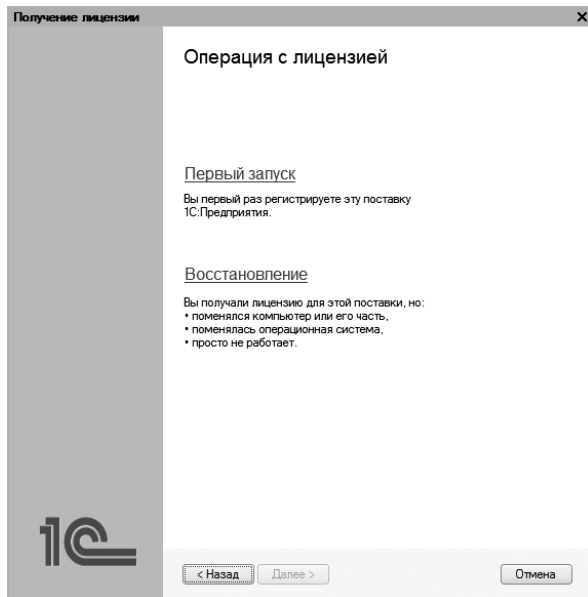 Получение лицензии
Операция с лицензией
Первый запуск
Вы первый раз регистрируете эту поставку
1С:Предприятия.
Восстановление
Вы получали лицензию для этой поставки, но:
• поменялся компьютер или его часть,
• поменялась операционная система,
• просто не работает.
1С
< Назад Далее > Отмена